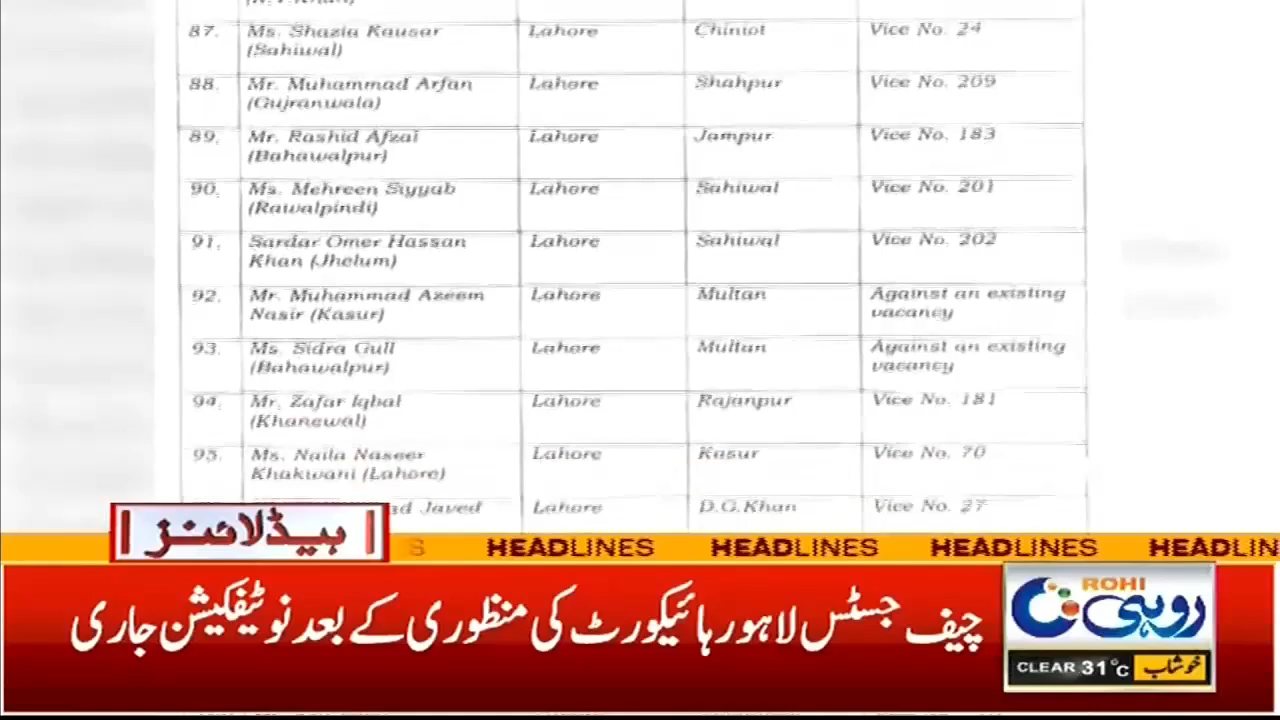 87. Ms. Shazia Kausar Lahore Chiniot Vice No. 24
(Sahiwal)
88. Mr. Muhammad Arfan Lahore Shahpur Vice No. 209
(Gujranwala)
89. Mr. Rashid Afzal Lahore Jampur Vice No. 183
(Bahawalpur)
90. Ms. Mehreen Siyyab Lahore Sahiwal Vice No. 201
(Rawalpindi)
91. Sardar Omer Hassan Lahore Sahiwal Vice No. 202
Khan (Jhelum)
92. Mr. Muhammad Azeem Lahore Multan Against an existing
Nasir (Kasur) vacancy
93. Ms. Sidra Gull Lahore Multan Against an existing
(Bahawalpur) vacancy
94. Mr. Zafar Iqbal Lahore Rajanpur Vice No. 181
(Khanewal)
95. Ms. Naila Naseer Lahore Kasur Vice No. 70
Khakwani (Lahore)
Javed Lahore D.G.Khan Vice No. 27
ہیڈلائنز
HEADLINES HEADLINES HEADLINES HEADLIN
چیف جسٹس لاہور ہائیکورٹ کی منظوری کے بعد نوٹیفکیشن جاری
ROHI
روہی
CLEAR 31°C خوشاب